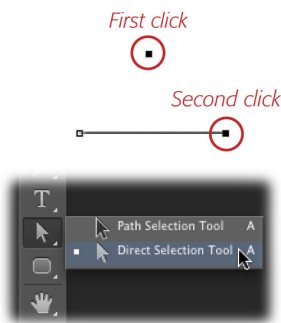 First click
Second click
T
Path Selection Tool A
Direct Selection Tool A